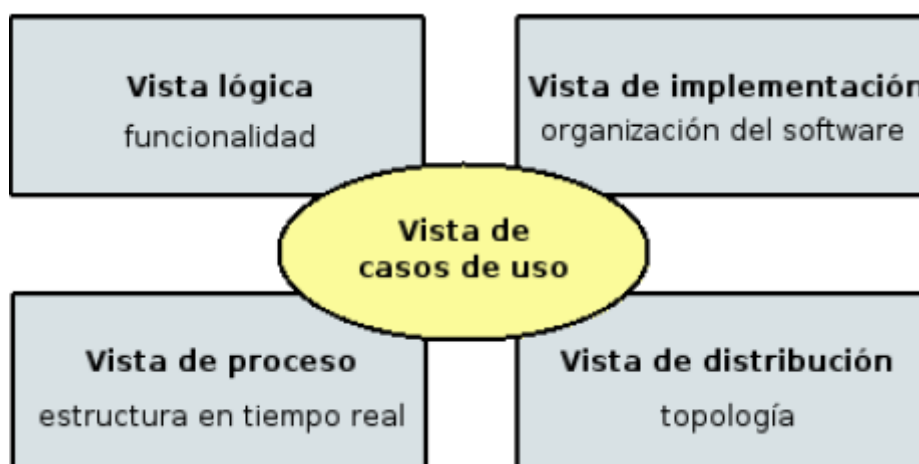 Vista lógica
funcionalidad
Vista de implementación
organización del software
Vista de
casos de uso
Vista de proceso
estructura en tiempo real
Vista de distribución
topología